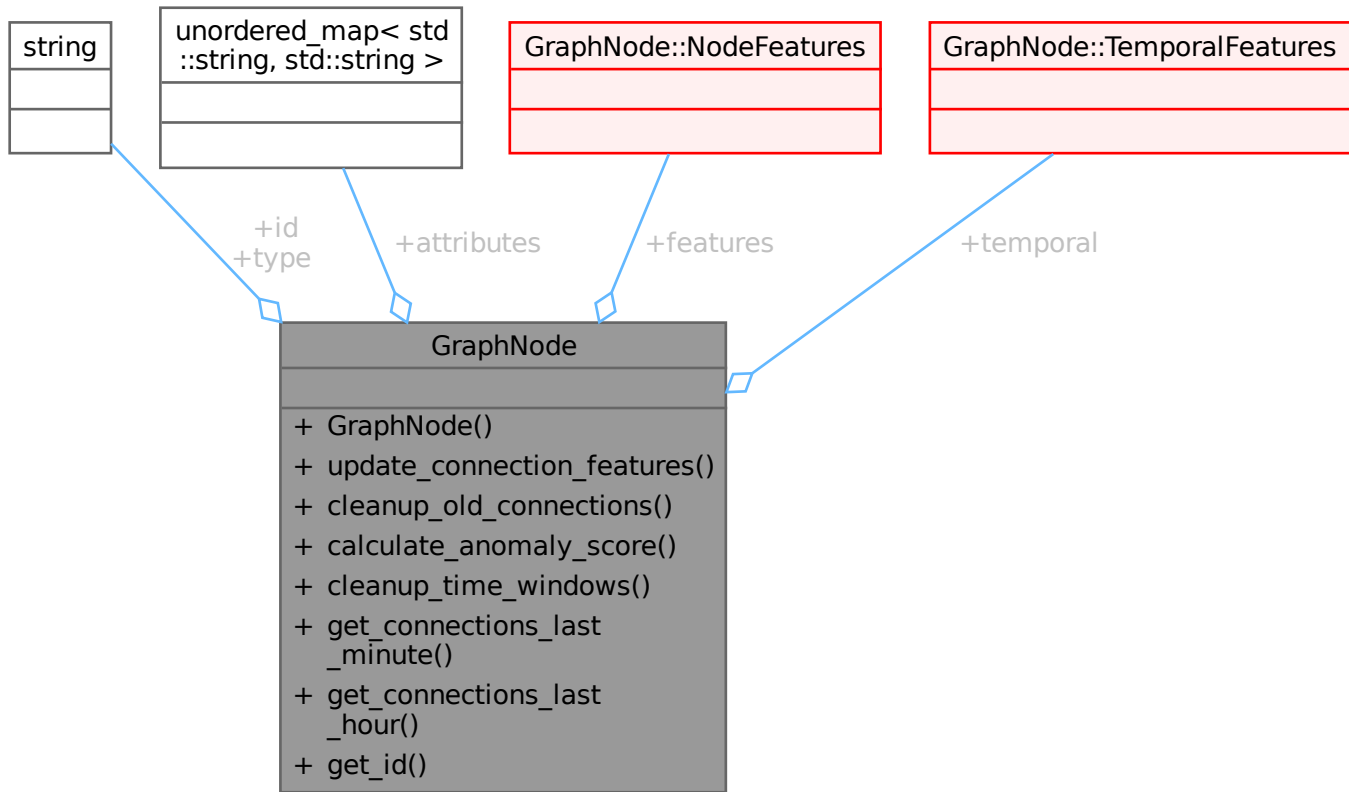 string
unordered_map< std
::string, std::string >
GraphNode::NodeFeatures
GraphNode::TemporalFeatures
+id
+type
+attributes
+features
+temporal
GraphNode
+ GraphNode()
+ update_connection_features()
+ cleanup_old_connections()
+ calculate_anomaly_score()
+ cleanup_time_windows()
+ get_connections_last
_minute()
+ get_connections_last
_hour()
+ get_id()